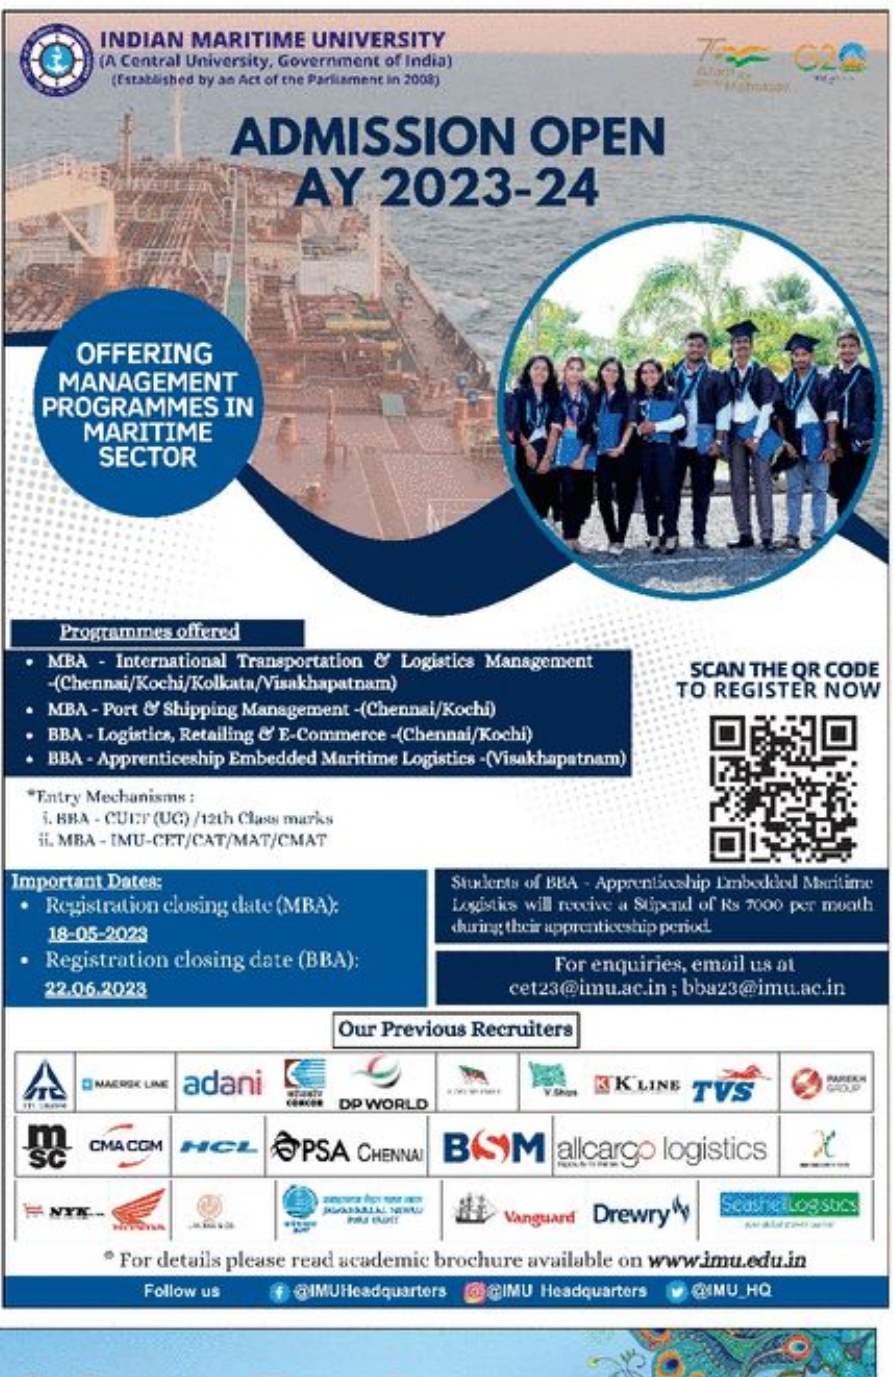 INDIAN MARITIME UNIVERSITY
(A Central University, Government of India)
(Established by an Act of the Parliament in 2008)
ADMISSION OPEN
AY 2023-24
OFFERING
MANAGEMENT
PROGRAMMES IN
MARITIME
SECTOR
Programmes offered
• MBA - International Transportation & Logistics Management
-(Chennai/Kochi/Kolkata/Visakhapatnam)
• MBA - Port & Shipping Management -(Chennai/Kochi)
• BBA - Logistics, Retailing & E-Commerce -(Chennai/Kochi)
• BBA - Apprenticeship Embedded Maritime Logistics -(Visakhapatnam)
SCAN THE QR CODE
TO REGISTER NOW
*Entry Mechanisms :
i. BBA - CUET (UG) /12th Class marks
ii. MBA - IMU-CET/CAT/MAT/CMAT
Important Dates:
• Registration closing date (MBA):
18-05-2023
• Registration closing date (BBA):
22.06.2023
Students of BBA - Apprenticeship Embedded Maritime
Logistics will receive a Stipend of Rs 7000 per month
during their apprenticeship period.
For enquiries, email us at
cet23@imu.ac.in ; bba23@imu.ac.in
Our Previous Recruiters
MAERSK LINE
adani
CONCOR
DP WORLD
V.Ships
K LINE
TVS
PAREKH
GROUP
msc
CMA CGM
HCL
PSA CHENNAI
BSM
allcargo logistics
NYK
HONDA
Vanguard
Drewry
Seashell Logistics
* For details please read academic brochure available on www.imu.edu.in
Follow us
@IMUHeadquarters
@IMU Headquarters
@IMU_HQ